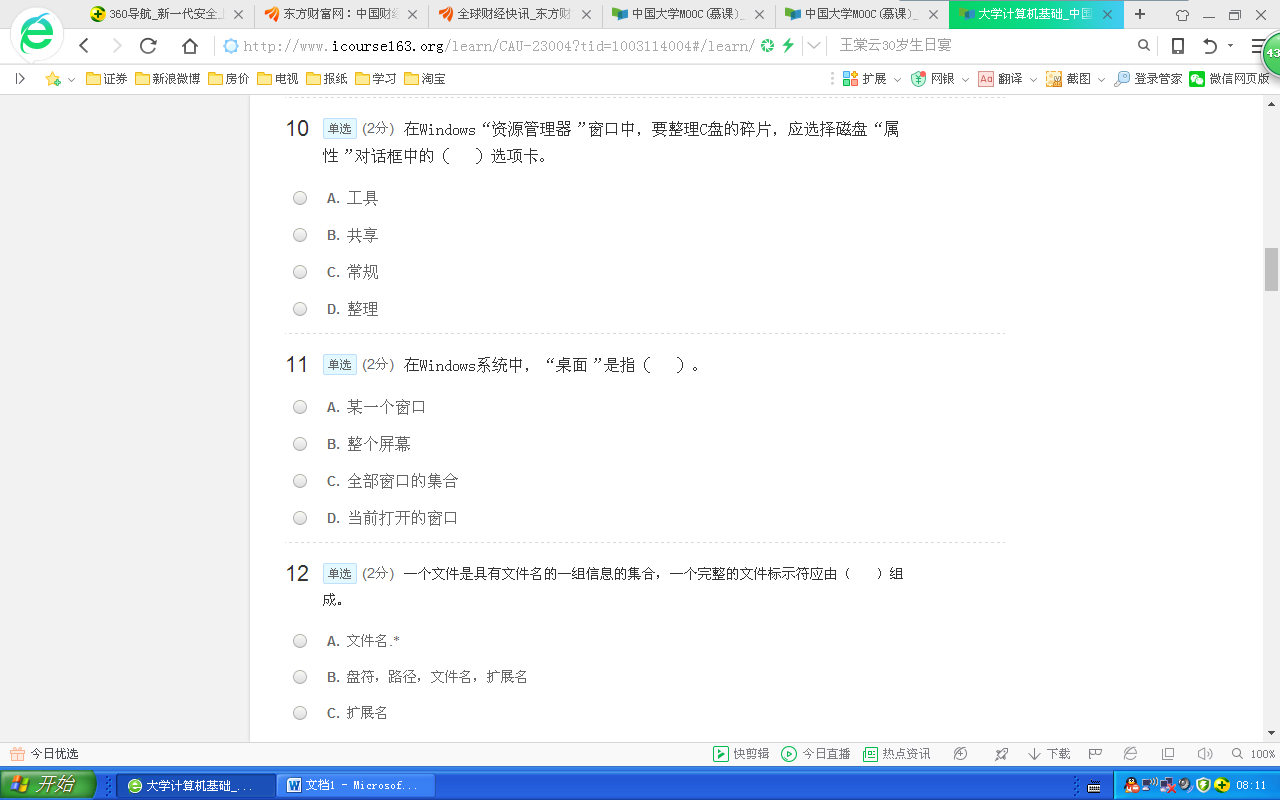 360导航_新一代安全上
东方财富网：中国财经
全球财经快讯_东方财
中国大学MOOC(慕课)_
中国大学MOOC(慕课)_
大学计算机基础_中国
http://www.icourse163.org/learn/CAU-23004?tid=1003114004#/learn/
王棠云30岁生日宴
43
证券 新浪微博 房价 电视 报纸 学习 淘宝
扩展 网银 翻译 截图 登录管家 微信网页版
10 单选 (2分) 在Windows“资源管理器 ”窗口中，要整理C盘的碎片，应选择磁盘“属
性 ”对话框中的（ ）选项卡。
A. 工具
B. 共享
C. 常规
D. 整理
11 单选 (2分) 在Windows系统中，“桌面 ”是指（ ）。
A. 某一个窗口
B. 整个屏幕
C. 全部窗口的集合
D. 当前打开的窗口
12 单选 (2分) 一个文件是具有文件名的一组信息的集合，一个完整的文件标示符应由（ ）组
成。
A. 文件名.*
B. 盘符，路径，文件名，扩展名
C. 扩展名
今日优选
快剪辑 今日直播 热点资讯 下载 100%
开始 大学计算机基础_... 文档1 - Microsof... 08:11